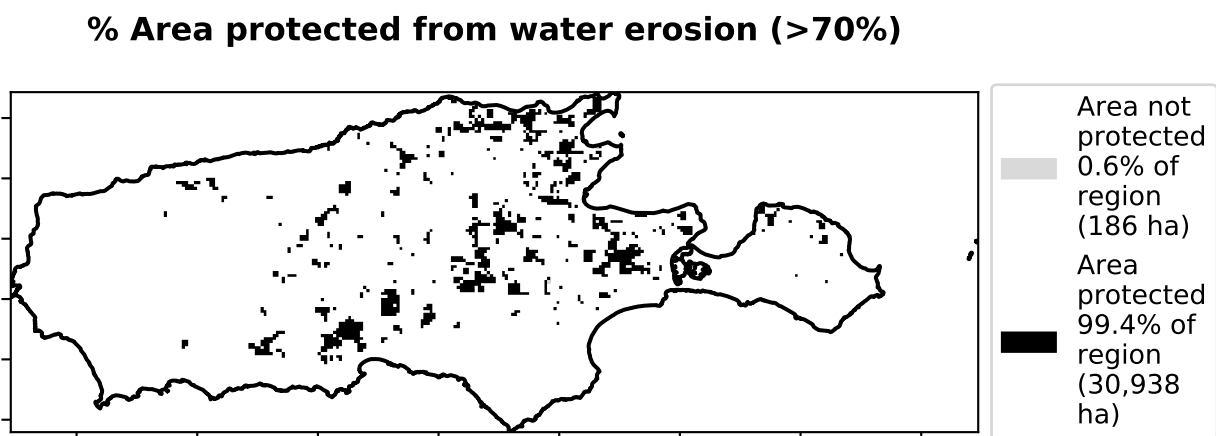 % Area protected from water erosion (>70%)
Area not
protected
0.6% of
region
(186 ha)
Area
protected
99.4% of
region
(30,938
ha)